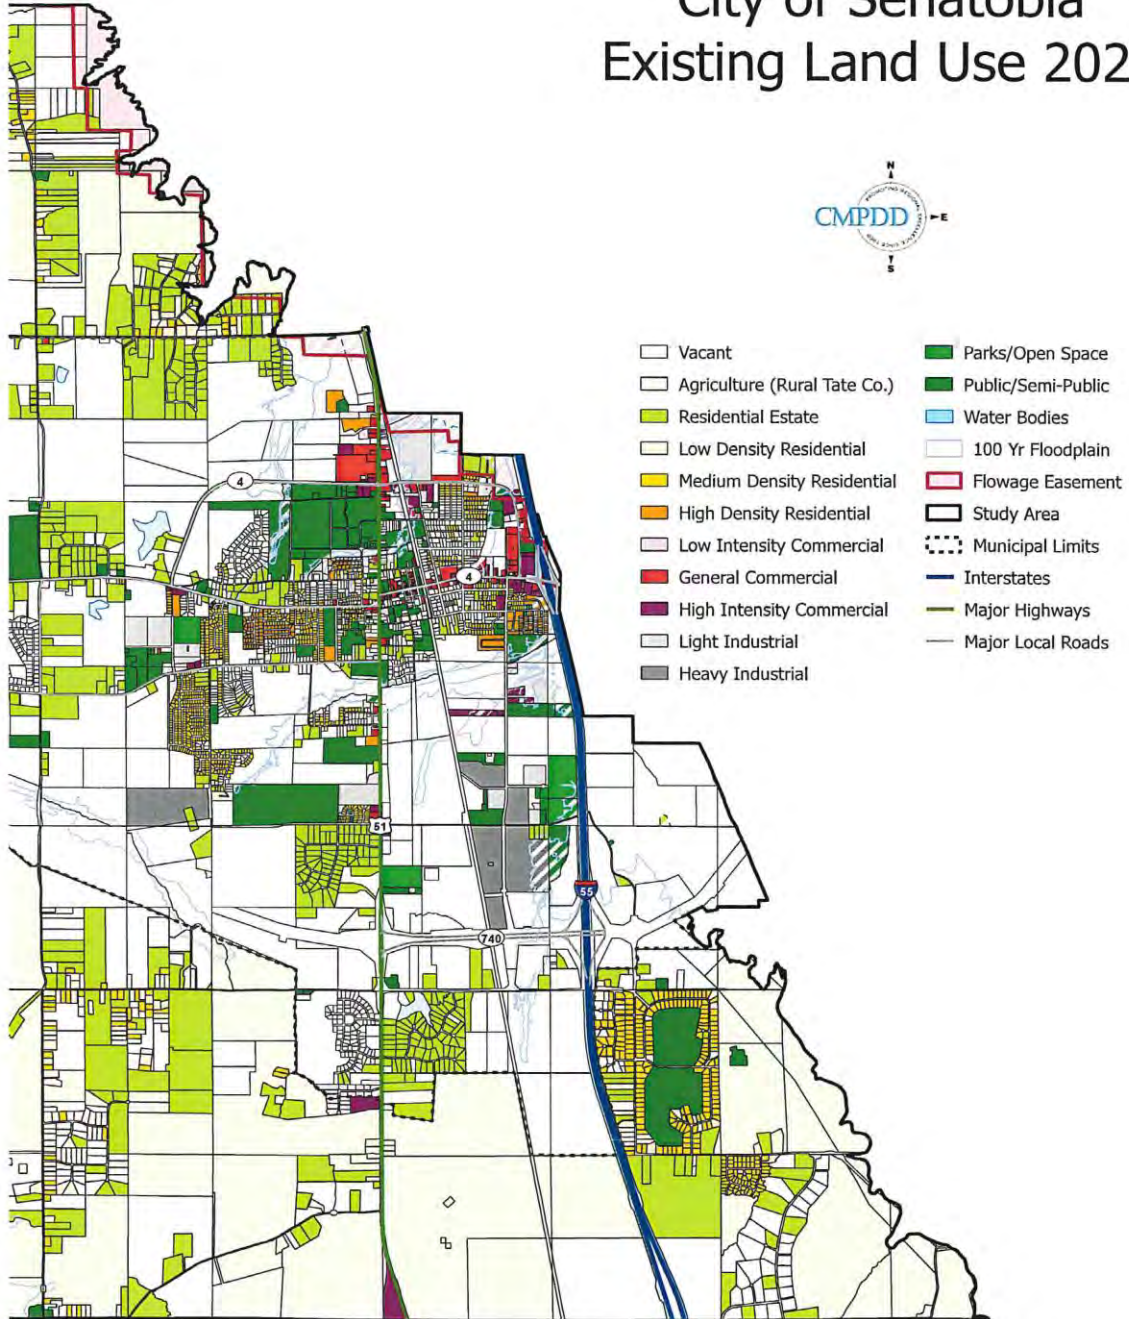 City of Senatobia
Existing Land Use 202
N
CMPDD
E
S
Vacant
Agriculture (Rural Tate Co.)
Residential Estate
Low Density Residential
Medium Density Residential
High Density Residential
Low Intensity Commercial
General Commercial
High Intensity Commercial
Light Industrial
Heavy Industrial
Parks/Open Space
Public/Semi-Public
Water Bodies
100 Yr Floodplain
Flowage Easement
Study Area
Municipal Limits
Interstates
Major Highways
Major Local Roads
4
4
51
55
740